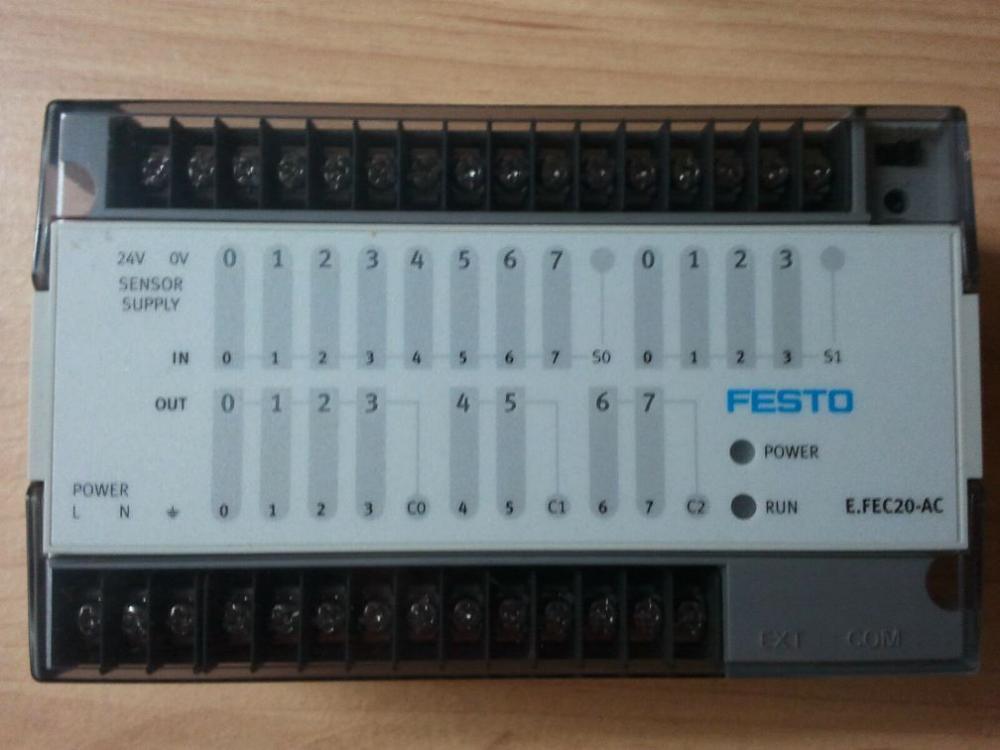 24V 0V 0 1 2 3 4 5 6 7 0 1 2 3
SENSOR
SUPPLY
IN 0 1 2 3 4 5 6 7 S0 0 1 2 3 S1
OUT 0 1 2 3 4 5 6 7 FESTO
POWER
POWER
L N 0 1 2 3 C0 4 5 C1 6 7 C2 RUN E.FEC20-AC
EXT COM